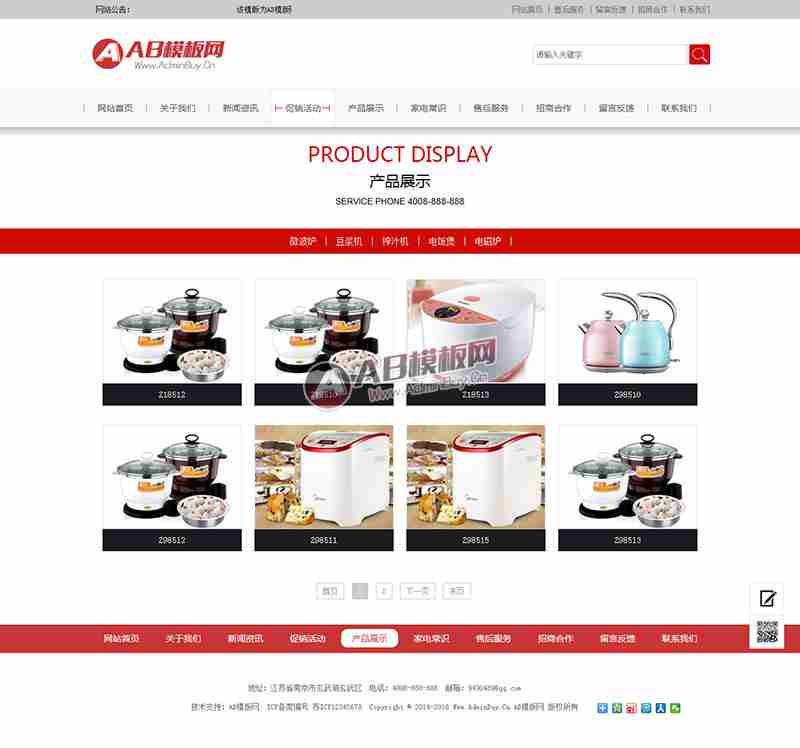 网站公告： 该模板为AB模板网
网站首页 | 售后服务 | 留言反馈 | 招商合作 | 联系我们
AB模板网
Www.AdminBuy.Cn
请输入关键字
网站首页 | 关于我们 | 新闻资讯 | 促销活动 | 产品展示 | 家电常识 | 售后服务 | 招商合作 | 留言反馈 | 联系我们
PRODUCT DISPLAY
产品展示
SERVICE PHONE 4008-888-888
微波炉 | 豆浆机 | 榨汁机 | 电饭煲 | 电磁炉 |
AB模板网
Www.AdminBuy.Cn
Z18512 Z18510 Z18513 Z98510
Z98512 Z98511 Z98515 Z98513
首页 1 2 下一页 末页
网站首页 关于我们 新闻资讯 促销活动 产品展示 家电常识 售后服务 招商合作 留言反馈 联系我们
地址：江苏省南京市玄武湖玄武区 电话：4008-888-888 邮箱：
技术支持：AB模板网 ICP备案编号 苏ICP12345678 Copyright © 2014-2016 Www.AdminBuy.Cn AB模板网 版权所有